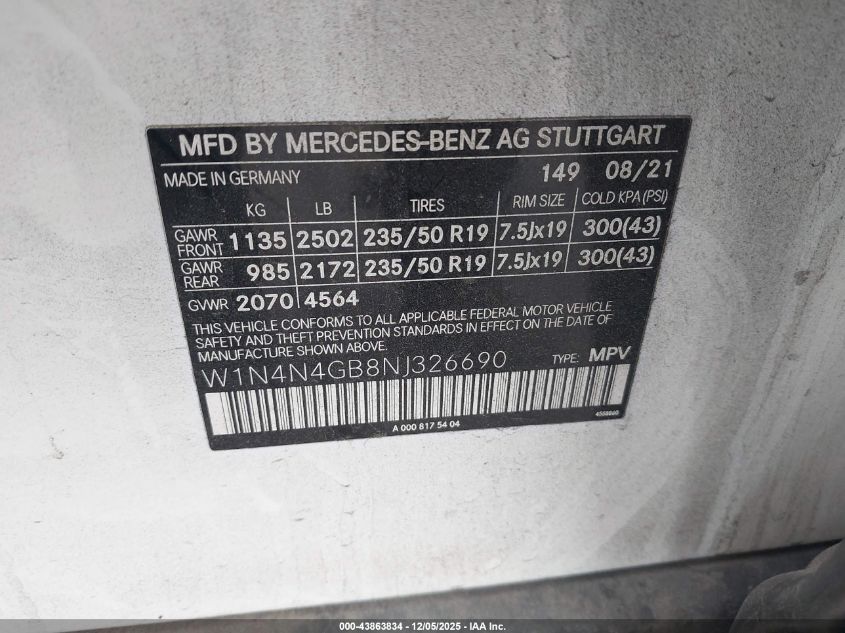 MFD BY MERCEDES-BENZ AG STUTTGART
MADE IN GERMANY 149 08/21
KG LB TIRES RIM SIZE COLD KPA (PSI)
GAWR FRONT 1135 2502 235/50 R19 7.5Jx19 300(43)
GAWR REAR 985 2172 235/50 R19 7.5Jx19 300(43)
GVWR 2070 4564
THIS VEHICLE CONFORMS TO ALL APPLICABLE FEDERAL MOTOR VEHICLE
SAFETY AND THEFT PREVENTION STANDARDS IN EFFECT ON THE DATE OF
MANUFACTURE SHOWN ABOVE.
W1N4N4GB8NJ326690 TYPE: MPV
A 000 817 54 04
000-43863834 - 12/05/2025 - IAA Inc.